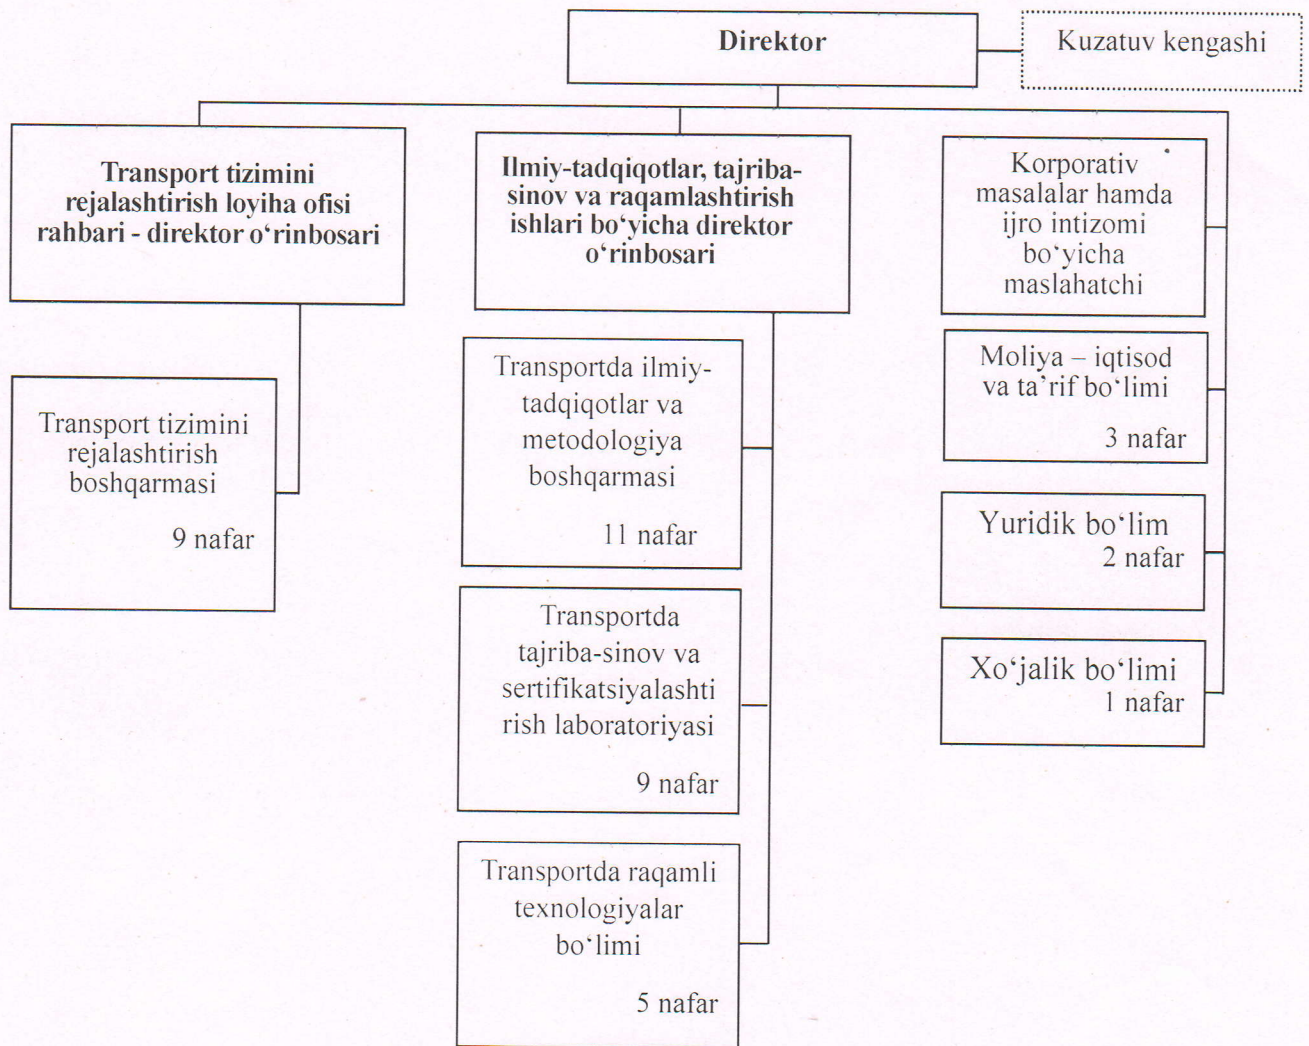 Direktor
Kuzatuv kengashi
Transport tizimini
rejalashtirish loyiha ofisi
rahbari - direktor o‘rinbosari
Ilmiy-tadqiqotlar, tajriba-
sinov va raqamlashtirish
ishlari bo‘yicha direktor
o‘rinbosari
Korporativ
masalalar hamda
ijro intizomi
bo‘yicha
maslahatchi
Transport tizimini
rejalashtirish
boshqarmasi
9 nafar
Transportda ilmiy-
tadqiqotlar va
metodologiya
boshqarmasi
11 nafar
Transportda
tajriba-sinov va
sertifikatsiyalashti
rish laboratoriyasi
9 nafar
Transportda raqamli
texnologiyalar
bo‘limi
5 nafar
Moliya – iqtisod
va ta’rif bo‘limi
3 nafar
Yuridik bo‘lim
2 nafar
Xo‘jalik bo‘limi
1 nafar